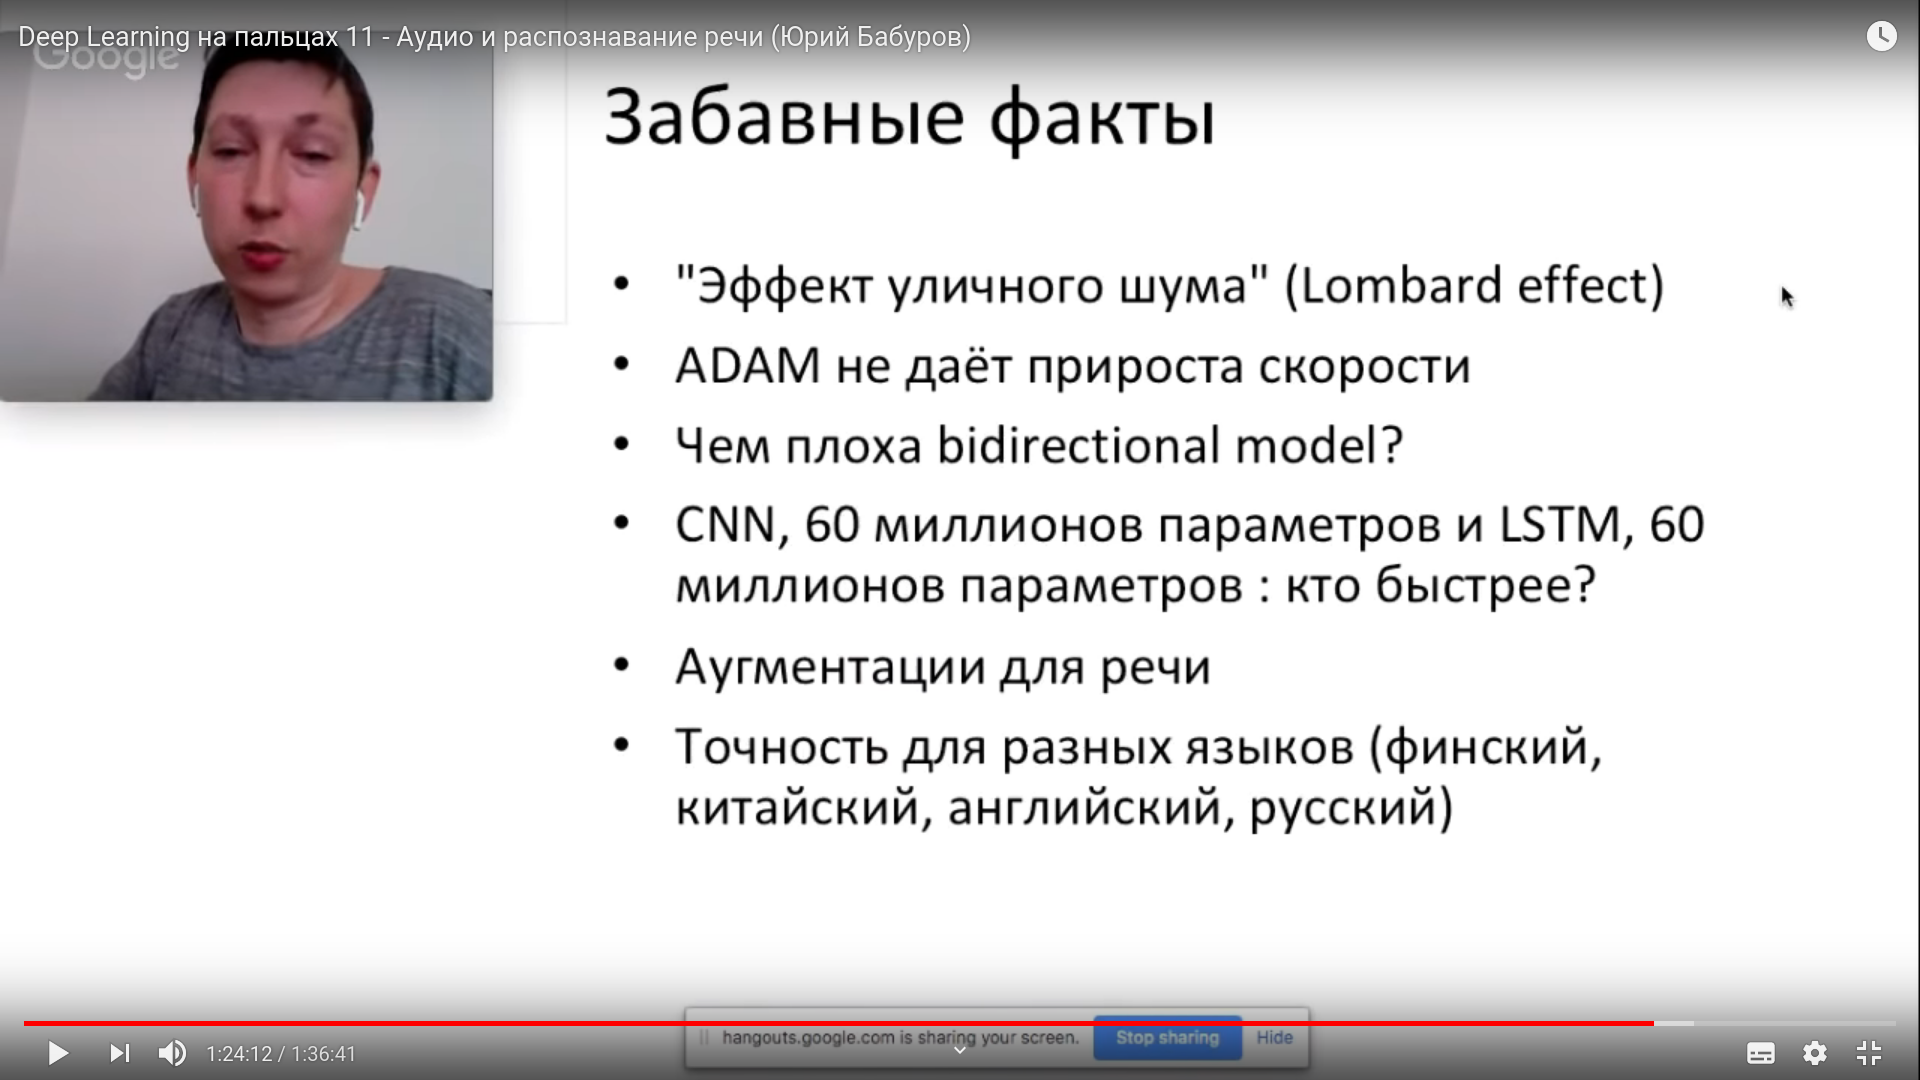 Deep Learning на пальцах 11 - Аудио и распознавание речи (Юрий Бабуров)
Google
Забавные факты
• "Эффект уличного шума" (Lombard effect)
• ADAM не даёт прироста скорости
• Чем плоха bidirectional model?
• CNN, 60 миллионов параметров и LSTM, 60
миллионов параметров : кто быстрее?
• Аугментации для речи
• Точность для разных языков (финский,
китайский, английский, русский)
hangouts.google.com is sharing your screen. Stop sharing Hide
1:24:12 / 1:36:41